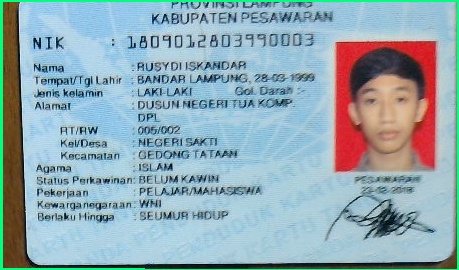 PROVINSI LAMPUNG
KABUPATEN PESAWARAN
NIK : 1809012803990003
Nama : RUSYDI ISKANDAR
Tempat/Tgl Lahir : BANDAR LAMPUNG, 28-03-1999
Jenis kelamin : LAKI-LAKI Gol. Darah :-
Alamat : DUSUN NEGERI TUA KOMP.
DPL
RT/RW : 005/002
Kel/Desa : NEGERI SAKTI
Kecamatan : GEDONG TATAAN
Agama : ISLAM
Status Perkawinan: BELUM KAWIN
Pekerjaan : PELAJAR/MAHASISWA
Kewarganegaraan: WNI
Berlaku Hingga : SEUMUR HIDUP
PESAWARAN
23-02-2018